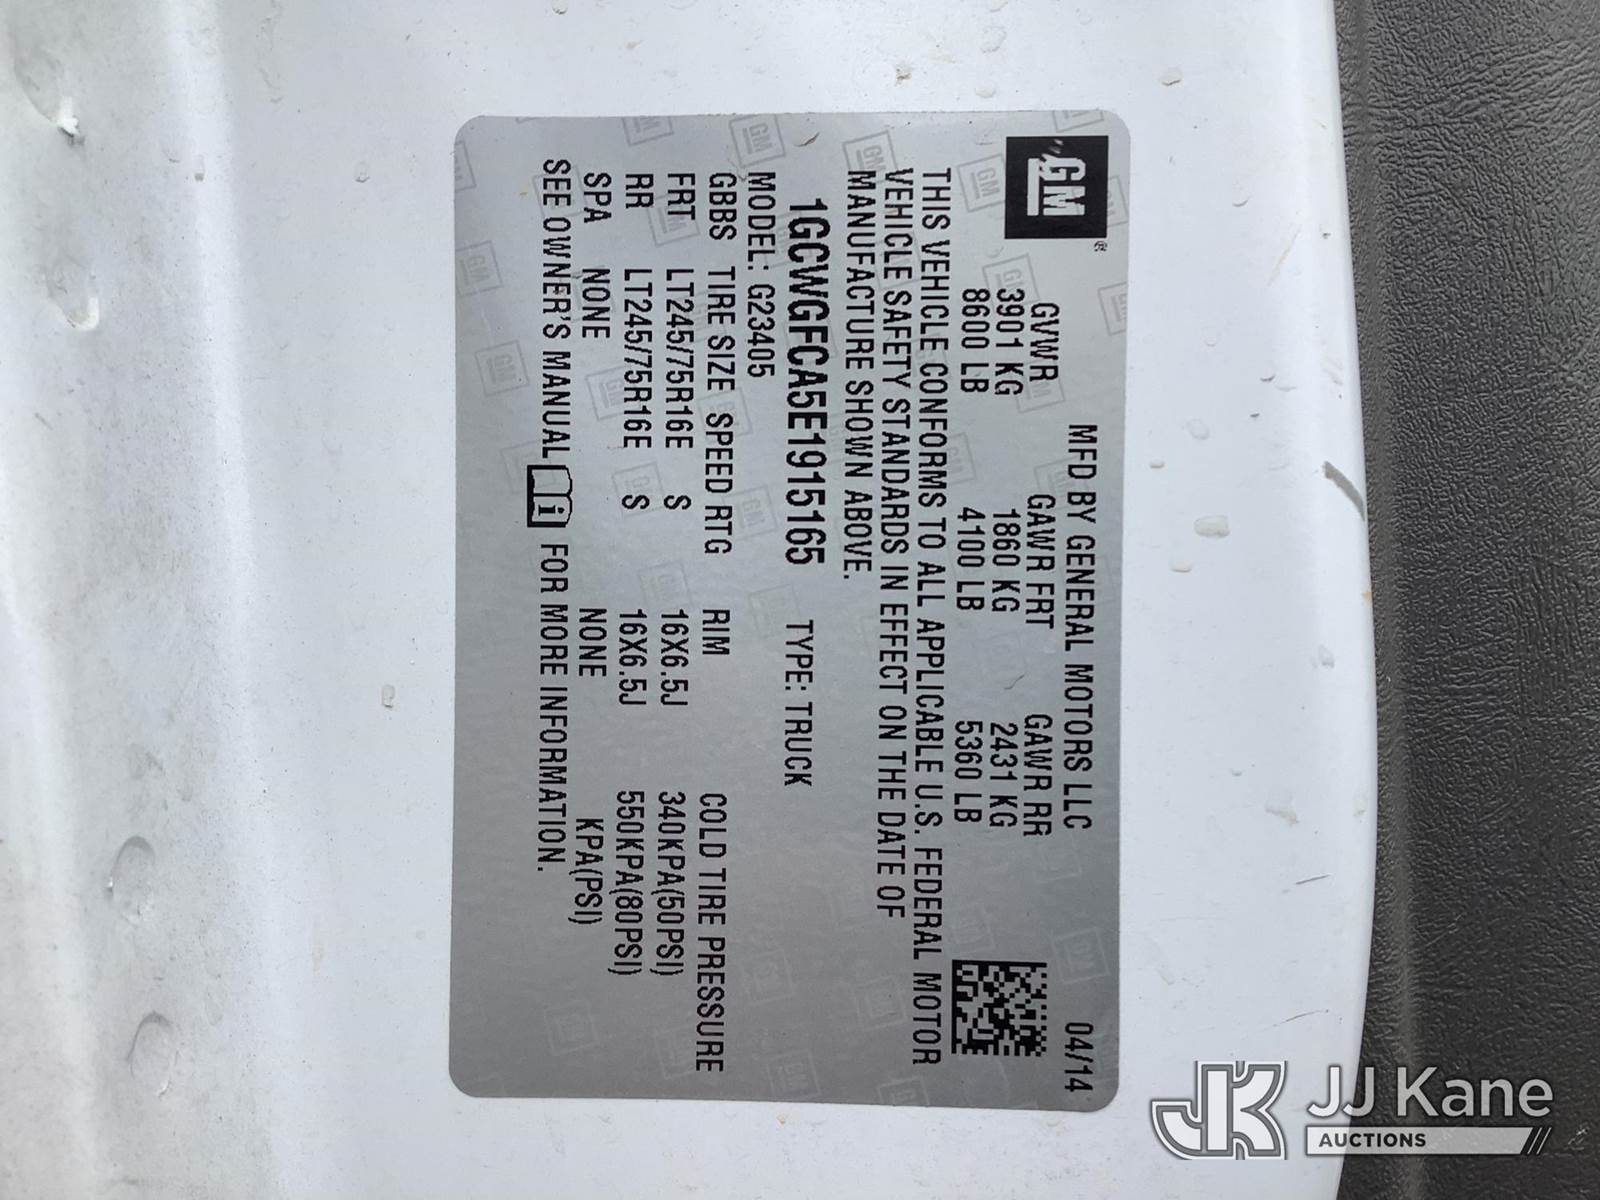 GM®
MFD BY GENERAL MOTORS LLC 04/14
GVWR GAWR FRT GAWR RR
3901 KG 1860 KG 2431 KG
8600 LB 4100 LB 5360 LB
THIS VEHICLE CONFORMS TO ALL APPLICABLE U.S. FEDERAL MOTOR
VEHICLE SAFETY STANDARDS IN EFFECT ON THE DATE OF
MANUFACTURE SHOWN ABOVE.
1GCWGFCA5E1915165 TYPE: TRUCK
MODEL: G23405
GBBS TIRE SIZE SPEED RTG RIM COLD TIRE PRESSURE
FRT LT245/75R16E S 16X6.5J 340KPA(50PSI)
RR LT245/75R16E S 16X6.5J 550KPA(80PSI)
SPA NONE NONE KPA(PSI)
SEE OWNER'S MANUAL i FOR MORE INFORMATION.
JK JJ Kane
AUCTIONS